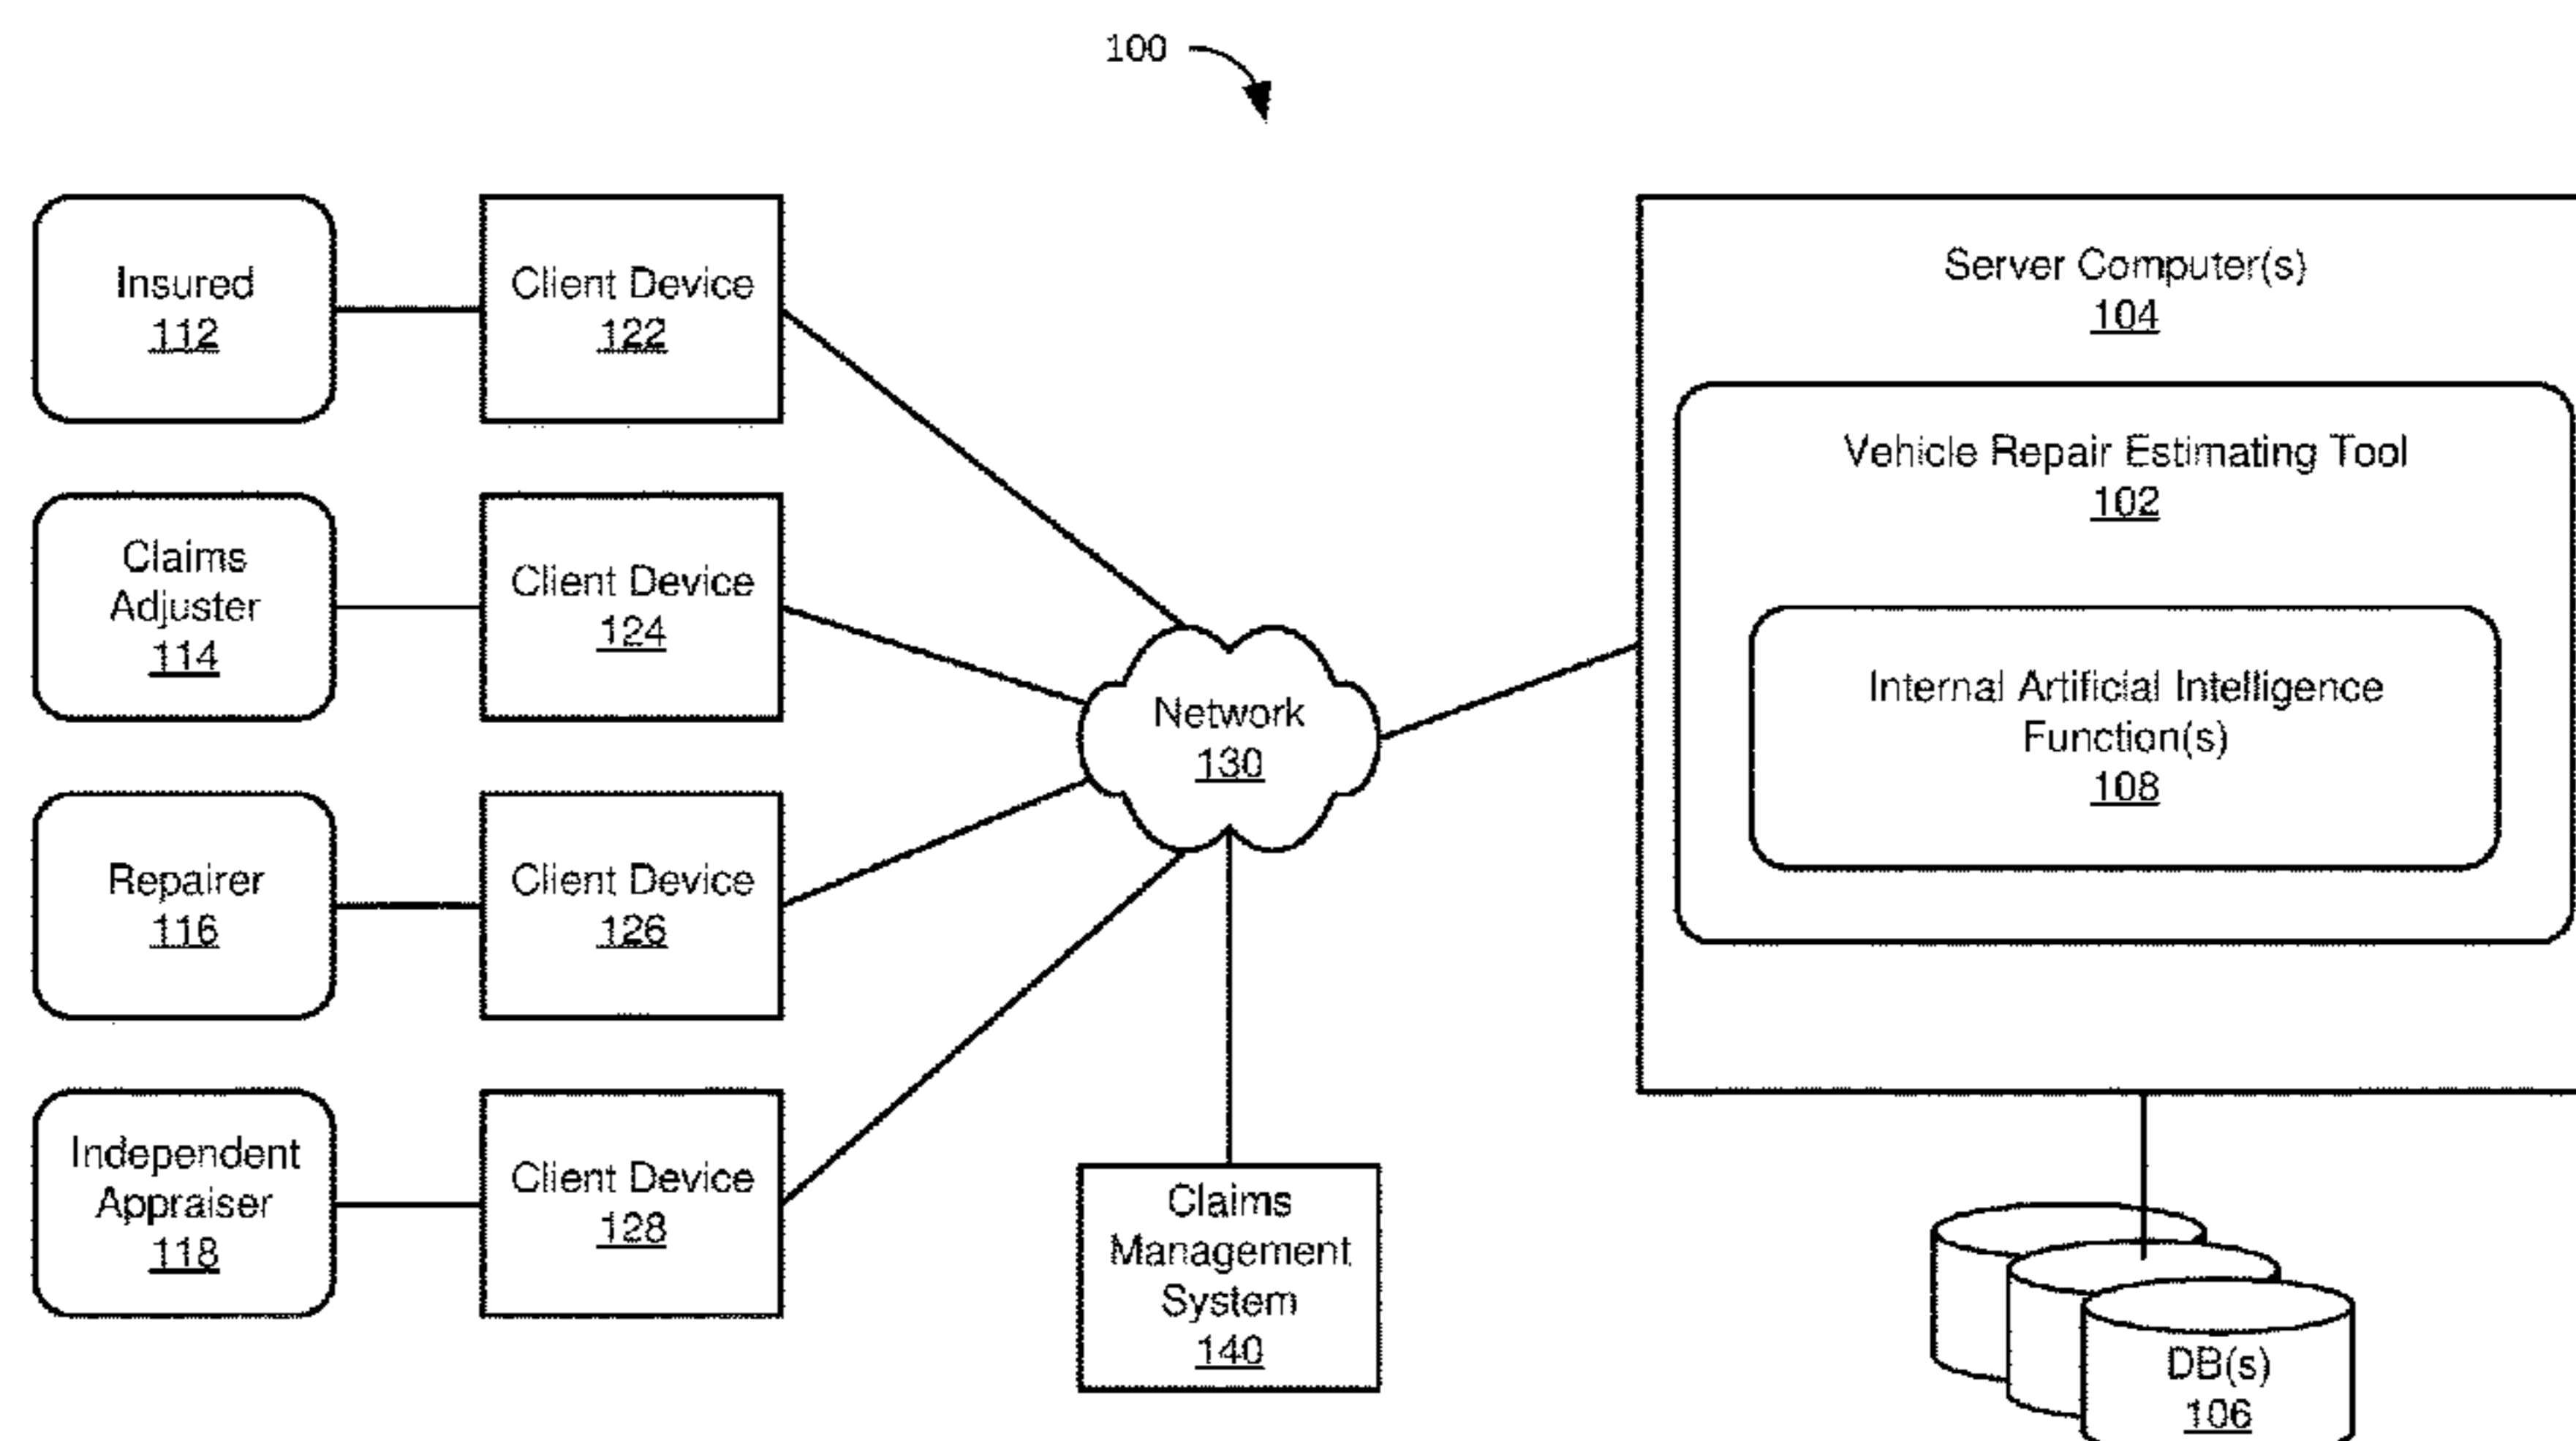 100
Insured
112
Client Device
122
Claims
Adjuster
114
Client Device
124
Repairer
116
Client Device
126
Independent
Appraiser
118
Client Device
128
Network
130
Claims
Management
System
140
Server Computer(s)
104
Vehicle Repair Estimating Tool
102
Internal Artificial Intelligence
Function(s)
108
DB(s)
106